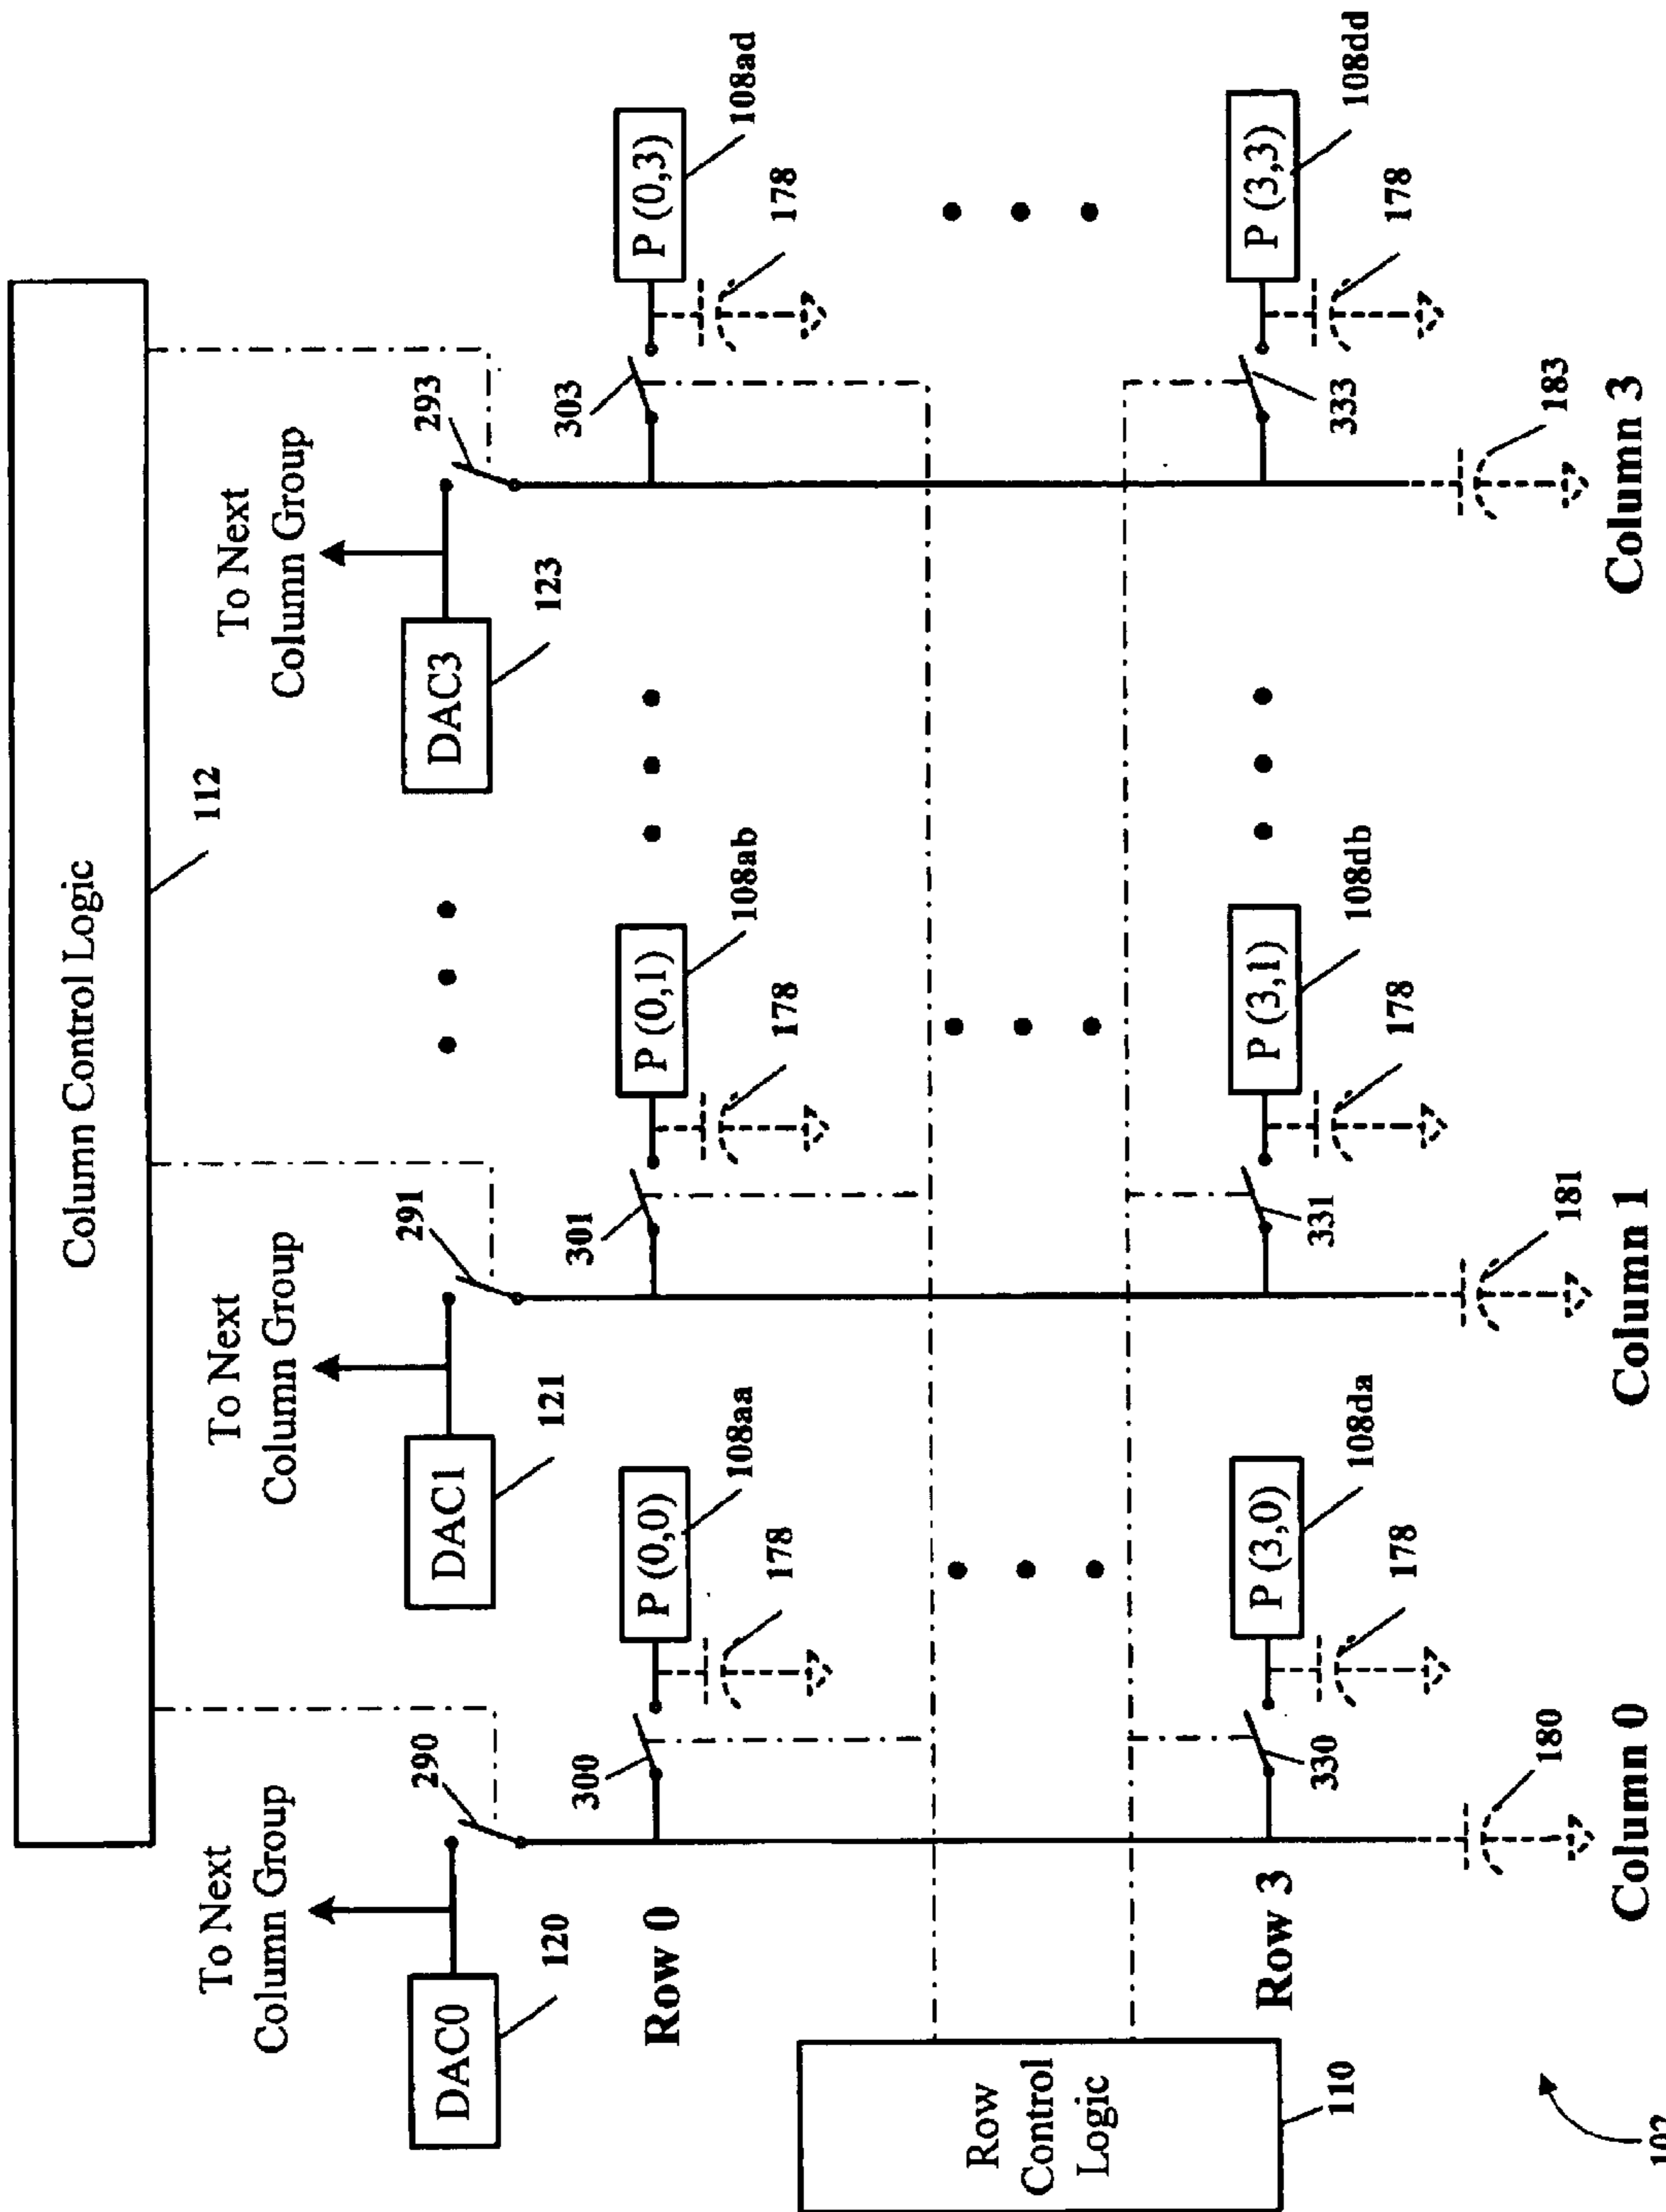 Column Control Logic
112
To Next
Column Group
To Next
Column Group
To Next
Column Group
290
291
293
DAC0
DAC1
DAC3
120
121
123
Row 0
300
P (0,0)
108aa
178
301
P (0,1)
108ab
178
303
P (0,3)
108ad
178
Row
Control
Logic
110
Row 3
330
P (3,0)
108da
178
331
P (3,1)
108db
178
333
P (3,3)
108dd
178
180
181
183
Column 0
Column 1
Column 3
102